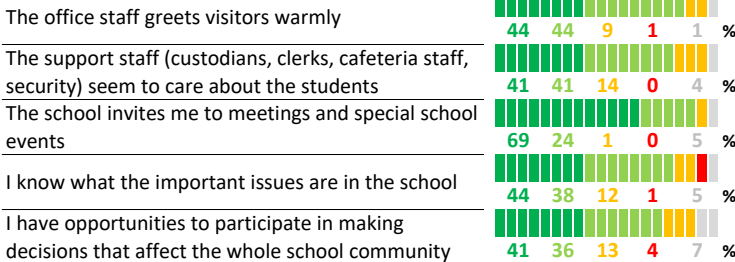 The office staff greets visitors warmly
44 44 9 1 1 %
The support staff (custodians, clerks, cafeteria staff,
security) seem to care about the students
41 41 14 0 4 %
The school invites me to meetings and special school
events
69 24 1 0 5 %
I know what the important issues are in the school
44 38 12 1 5 %
I have opportunities to participate in making
decisions that affect the whole school community
41 36 13 4 7 %